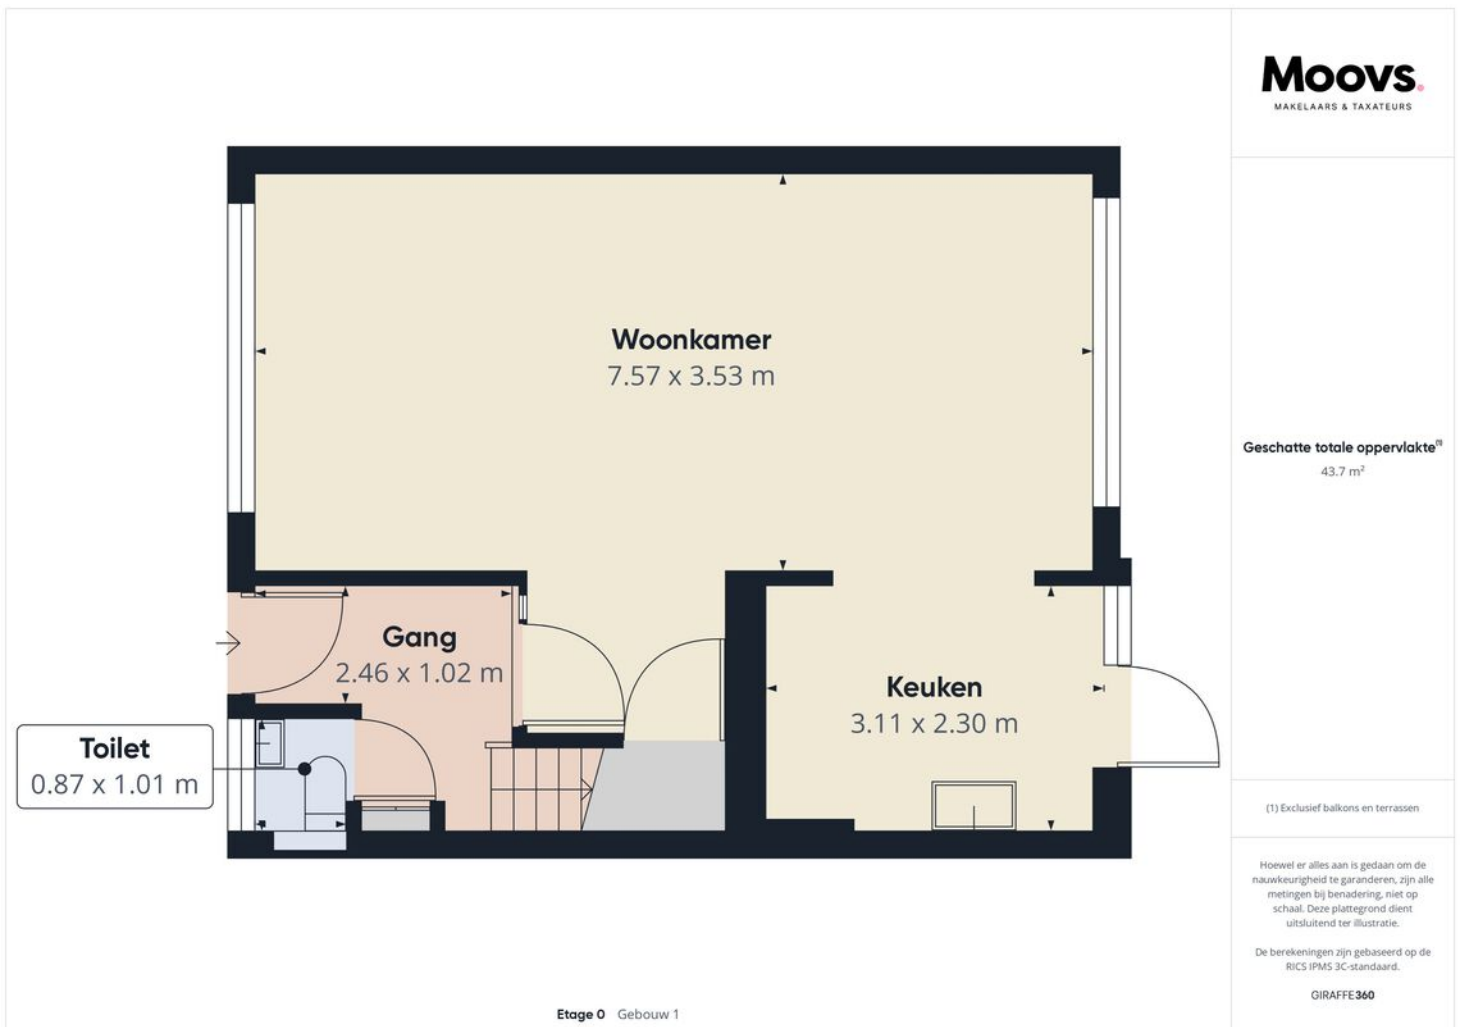 Moovs.
MAKELAARS & TAXATEURS
Woonkamer
7.57 x 3.53 m
Gang
2.46 x 1.02 m
Toilet
0.87 x 1.01 m
Keuken
3.11 x 2.30 m
Geschatte totale oppervlakte(1)
43.7 m²
(1) Exclusief balkons en terrassen
Hoewel er alles aan is gedaan om de
nauwkeurigheid te garanderen, zijn alle
metingen bij benadering, niet op
schaal. Deze plattegrond dient
uitsluitend ter illustratie.
De berekeningen zijn gebaseerd op de
RICS IPMS 3C-standaard.
GIRAFFE360
Etage 0 Gebouw 1